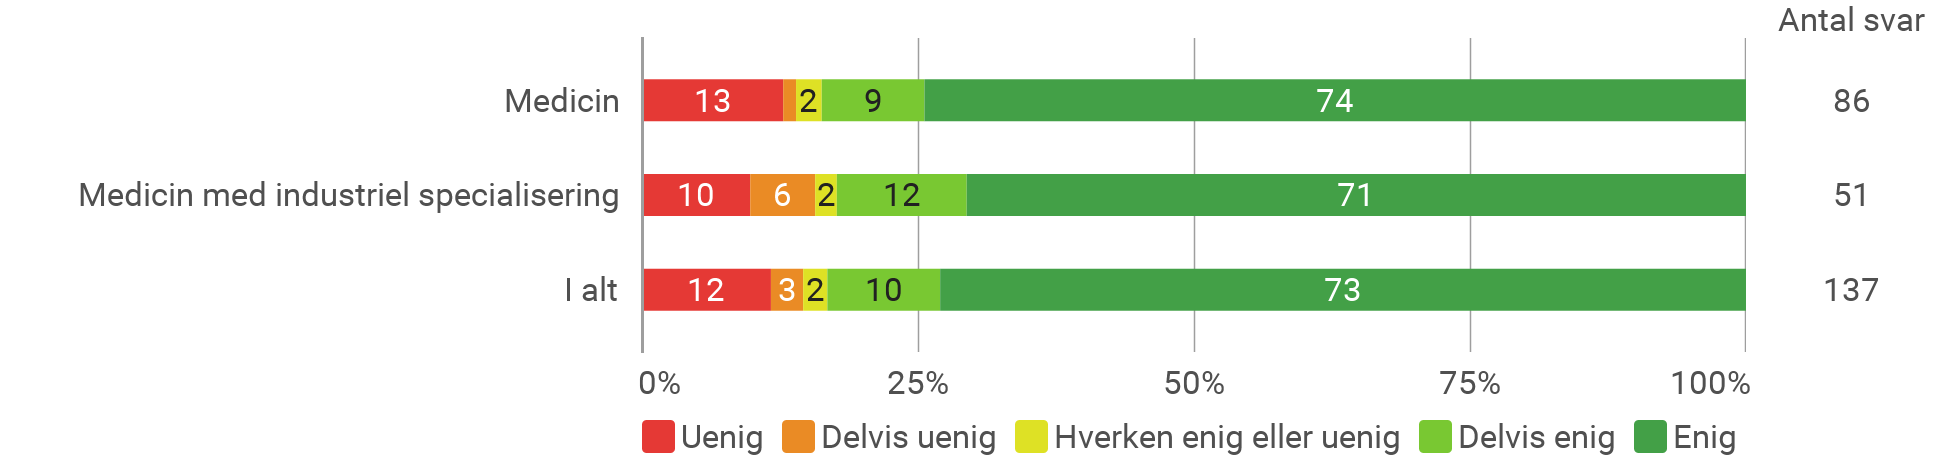 Antal svar
Medicin 13 2 9 74 86
Medicin med industriel specialisering 10 6 2 12 71 51
I alt 12 3 2 10 73 137
0% 25% 50% 75% 100%
Uenig Delvis uenig Hverken enig eller uenig Delvis enig Enig